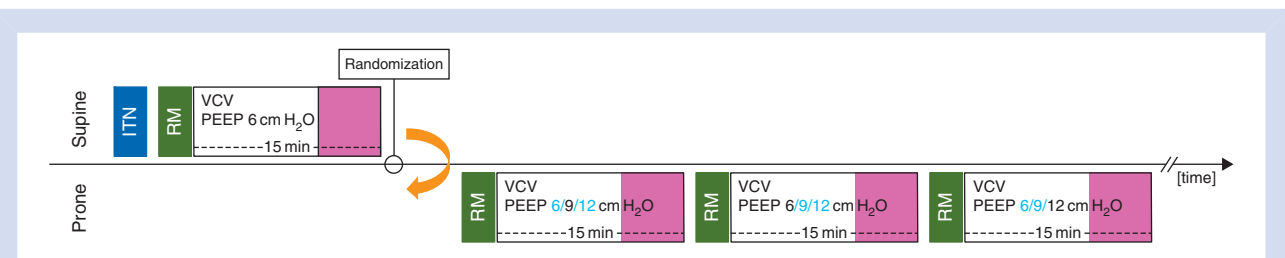 Randomization
Supine
ITN
RM
VCV
PEEP 6 cm H₂O
15 min
[time]
Prone
RM
VCV
PEEP 6/9/12 cm H₂O
15 min
RM
VCV
PEEP 6/9/12 cm H₂O
15 min
RM
VCV
PEEP 6/9/12 cm H₂O
15 min